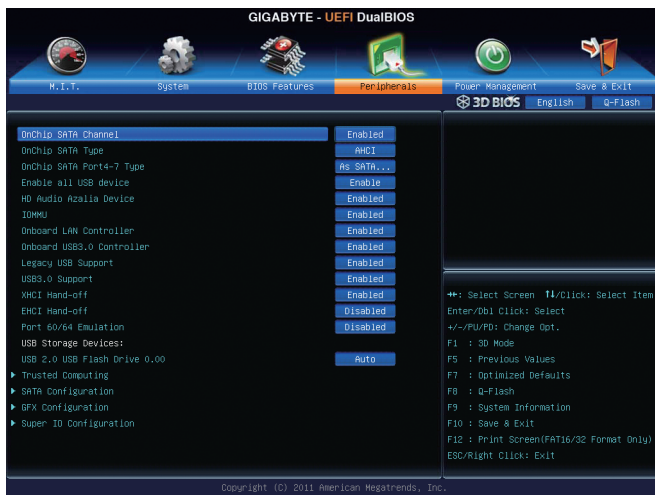 GIGABYTE - UEFI DualBIOS
M.I.T. System BIOS Features Peripherals Power Management Save & Exit
3D BIOS English Q-Flash
OnChip SATA Channel Enabled
OnChip SATA Type AHCI
OnChip SATA Port4-7 Type As SATA...
Enable all USB device Enable
HD Audio Azalia Device Enabled
IOMMU Enabled
Onboard LAN Controller Enabled
Onboard USB3.0 Controller Enabled
Legacy USB Support Enabled
USB3.0 Support Enabled
XHCI Hand-off Enabled
EHCI Hand-off Disabled
Port 60/64 Emulation Disabled
USB Storage Devices:
USB 2.0 USB Flash Drive 0.00 Auto
Trusted Computing
SATA Configuration
GFX Configuration
Super IO Configuration
→←: Select Screen ↑↓/Click: Select Item
Enter/Dbl Click: Select
+/-/PU/PD: Change Opt.
F1 : 3D Mode
F5 : Previous Values
F7 : Optimized Defaults
F8 : Q-Flash
F9 : System Information
F10 : Save & Exit
F12 : Print Screen(FAT16/32 Format Only)
ESC/Right Click: Exit
Copyright (C) 2011 American Megatrends, Inc.